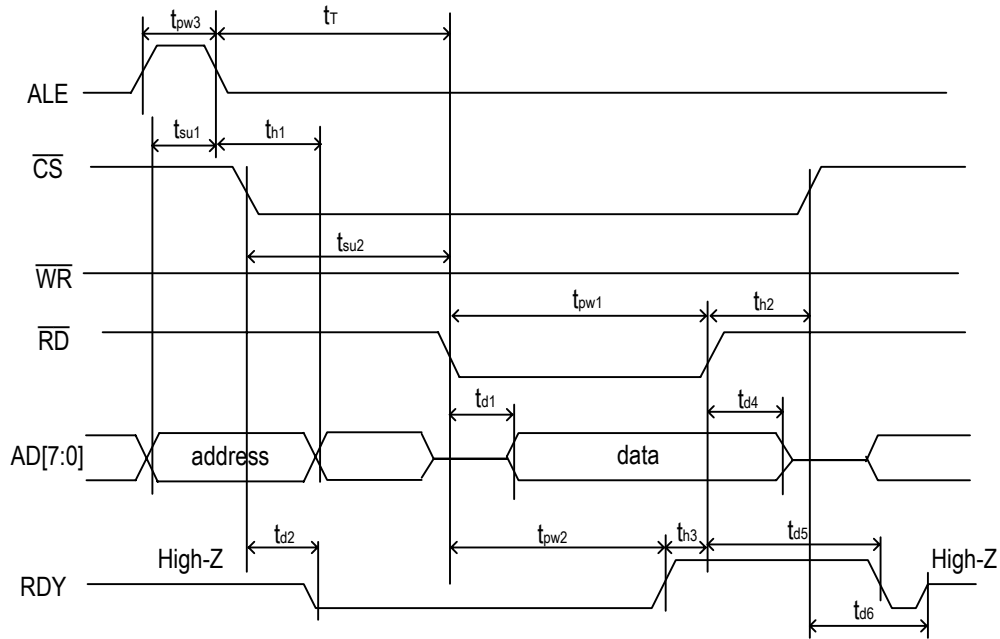 tpw3 tT
ALE
tsu1 th1
CS
tsu2
WR
tpw1 th2
RD
td1 td4
AD[7:0] address data
td2 tpw2 th3 td5
High-Z High-Z
RDY
td6